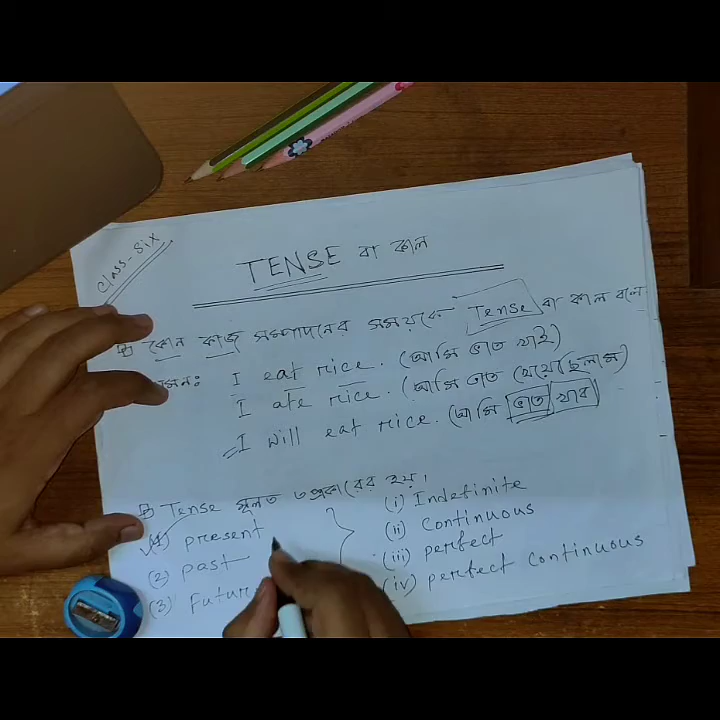 Class-Six
TENSE বা কাল
কোন কাজ সম্পাদনের সময়কে Tense বা কাল বলে
যেমনঃ I eat rice. (আমি ভাত খাই)
I ate rice. (আমি ভাত খেয়েছিলাম)
I will eat rice. (আমি ভাত খাব)
Tense মূলত ৩ প্রকারের হয়।
(1) present
(2) past
(3) Futur
(i) Indefinite
(ii) Continuous
(iii) perfect
(iv) perfect Continuous